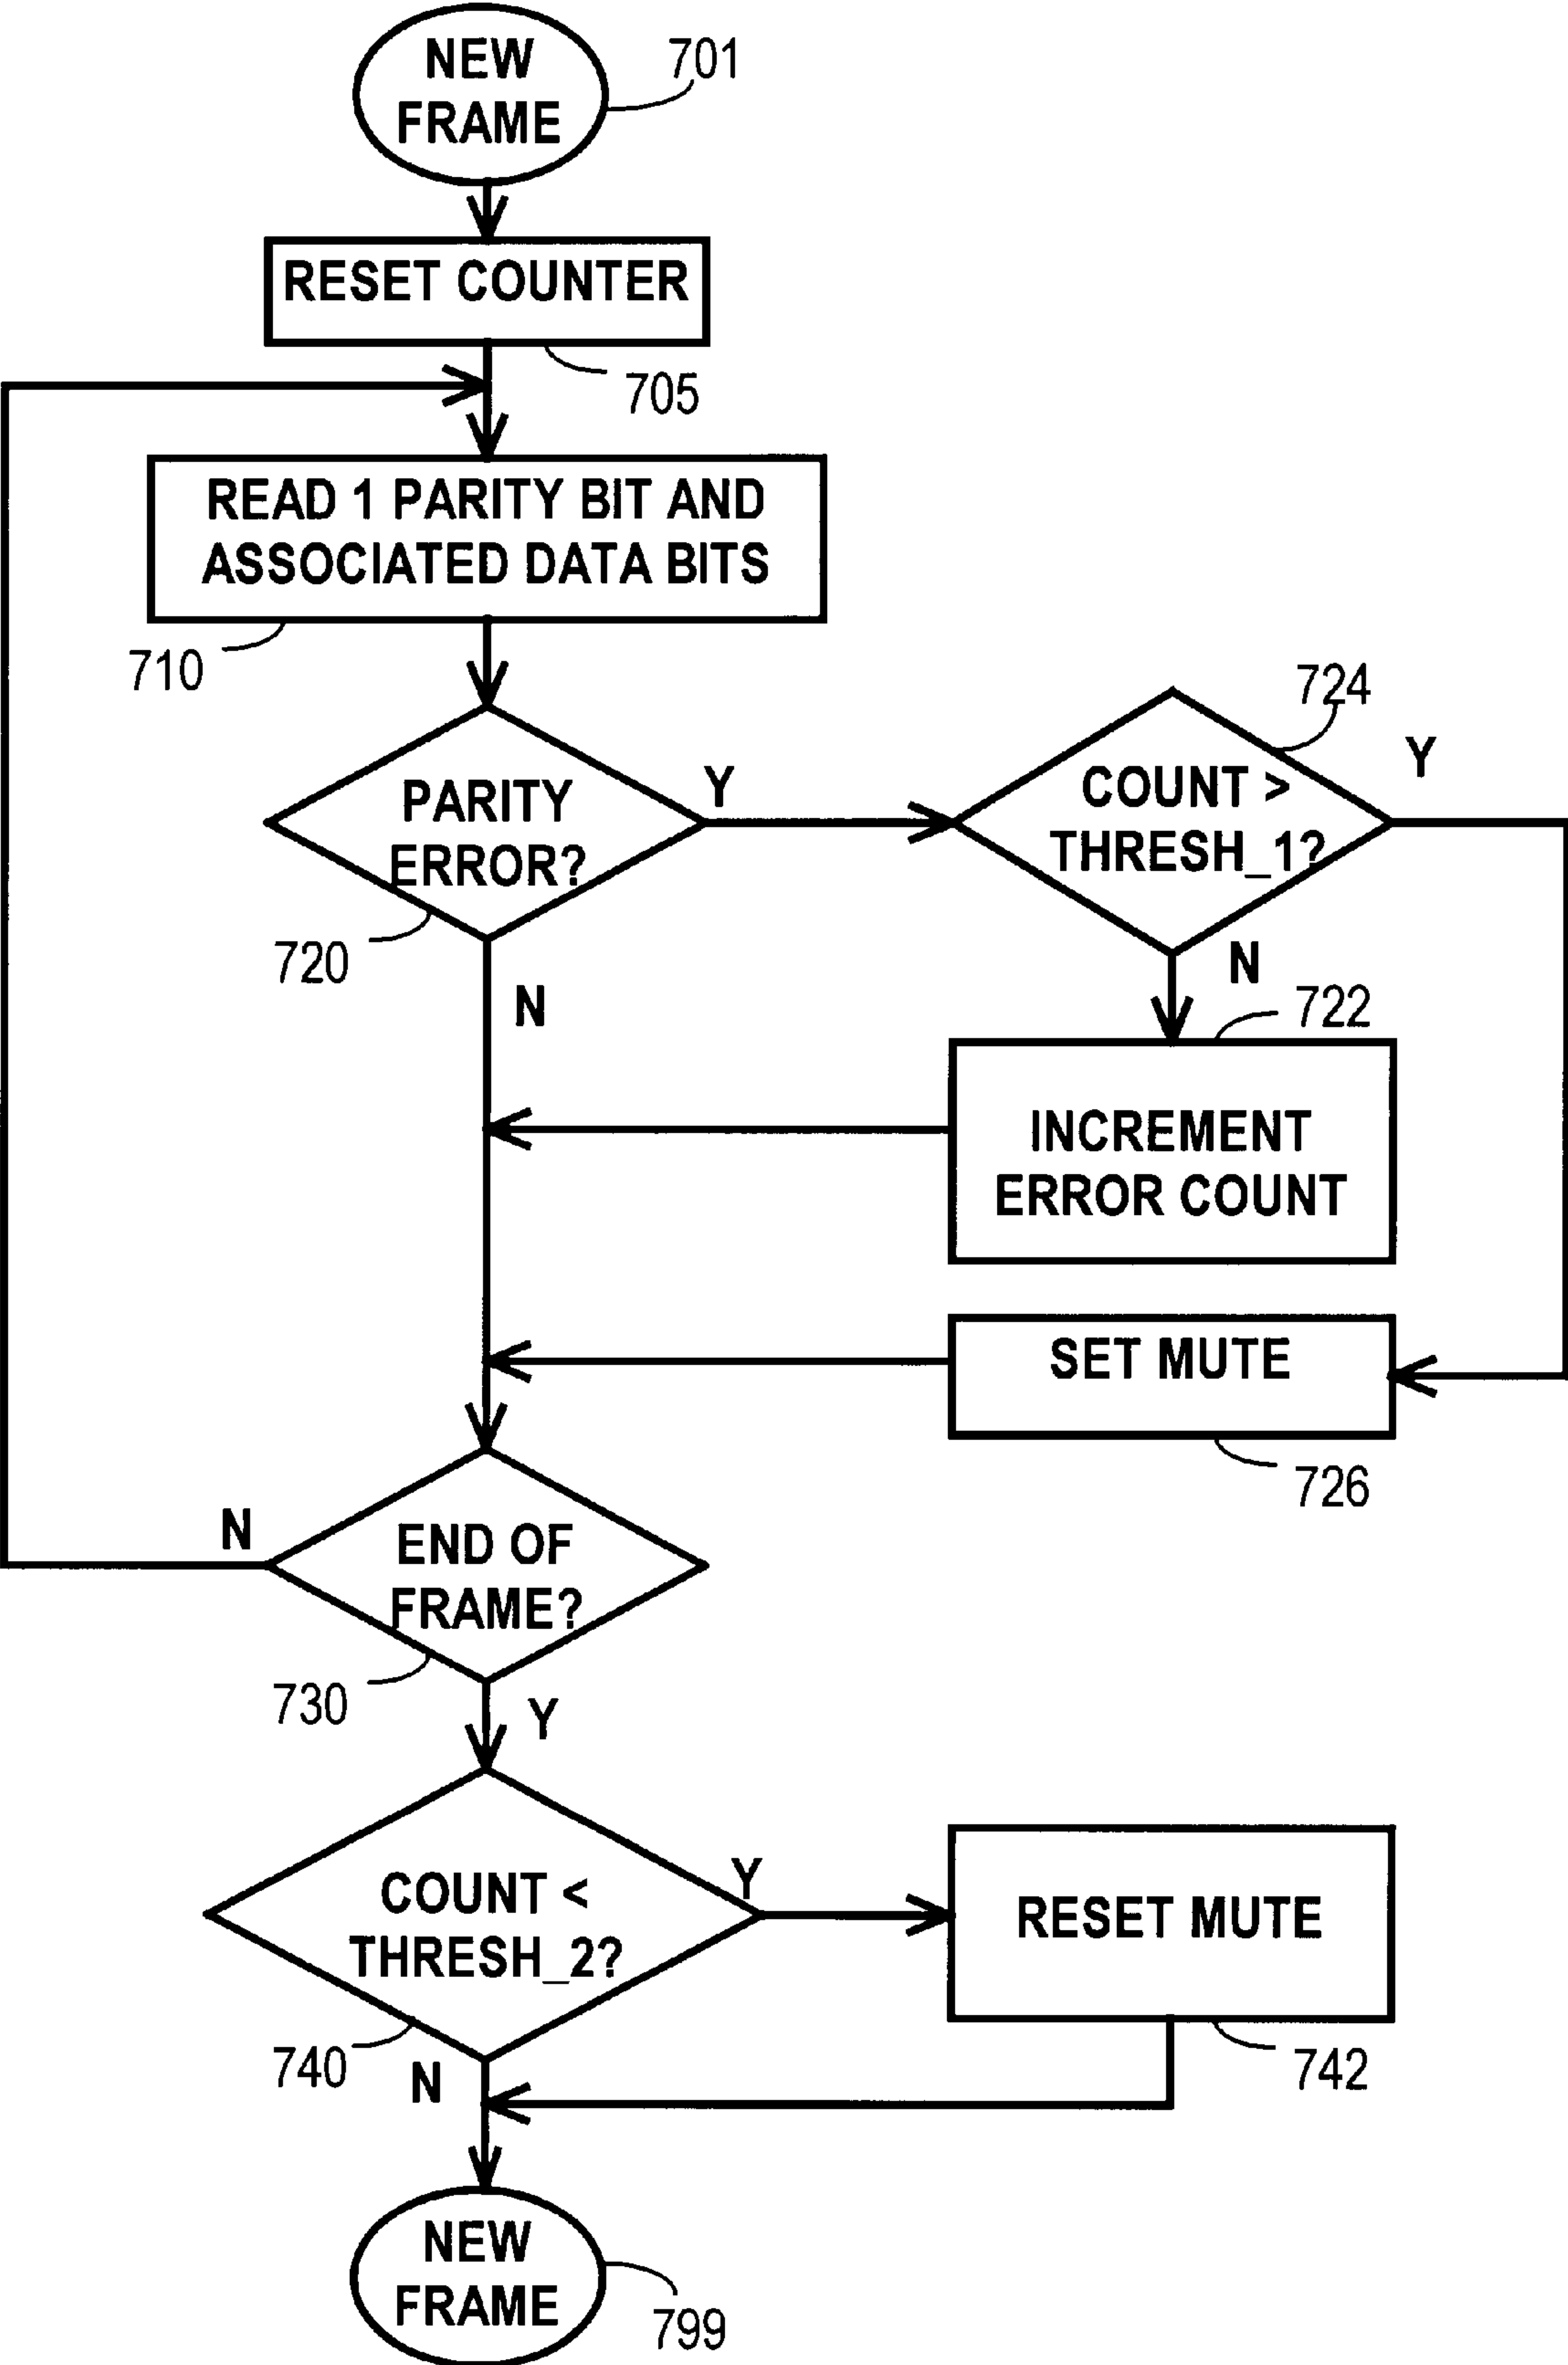 NEW
FRAME
701
RESET COUNTER
705
READ 1 PARITY BIT AND
ASSOCIATED DATA BITS
710
PARITY
ERROR?
Y
720
N
724
COUNT >
THRESH_1?
Y
N
722
INCREMENT
ERROR COUNT
SET MUTE
726
END OF
FRAME?
N
730
Y
COUNT <
THRESH_2?
Y
740
N
RESET MUTE
742
NEW
FRAME
799